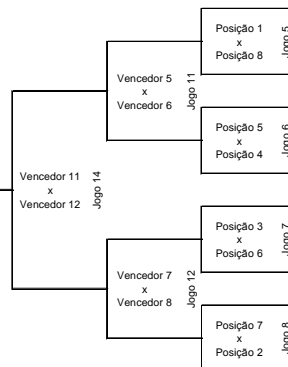 Posição 1
x
Posição 8
Jogo 5
Vencedor 5
x
Vencedor 6
Jogo 11
Posição 5
x
Posição 4
Jogo 6
Vencedor 11
x
Vencedor 12
Jogo 14
Posição 3
x
Posição 6
Jogo 7
Vencedor 7
x
Vencedor 8
Jogo 12
Posição 7
x
Posição 2
Jogo 8